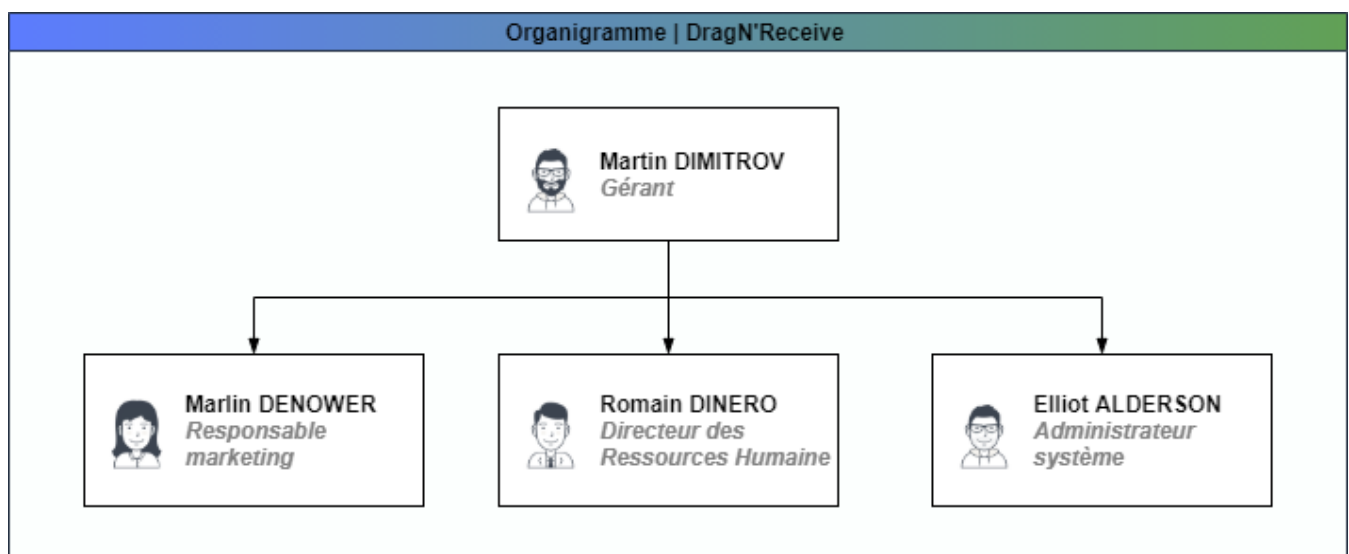 Organigramme | DragN'Receive
Martin DIMITROV
Gérant
Marlin DENOWER
Responsable
marketing
Romain DINERO
Directeur des
Ressources Humaine
Elliot ALDERSON
Administrateur
système